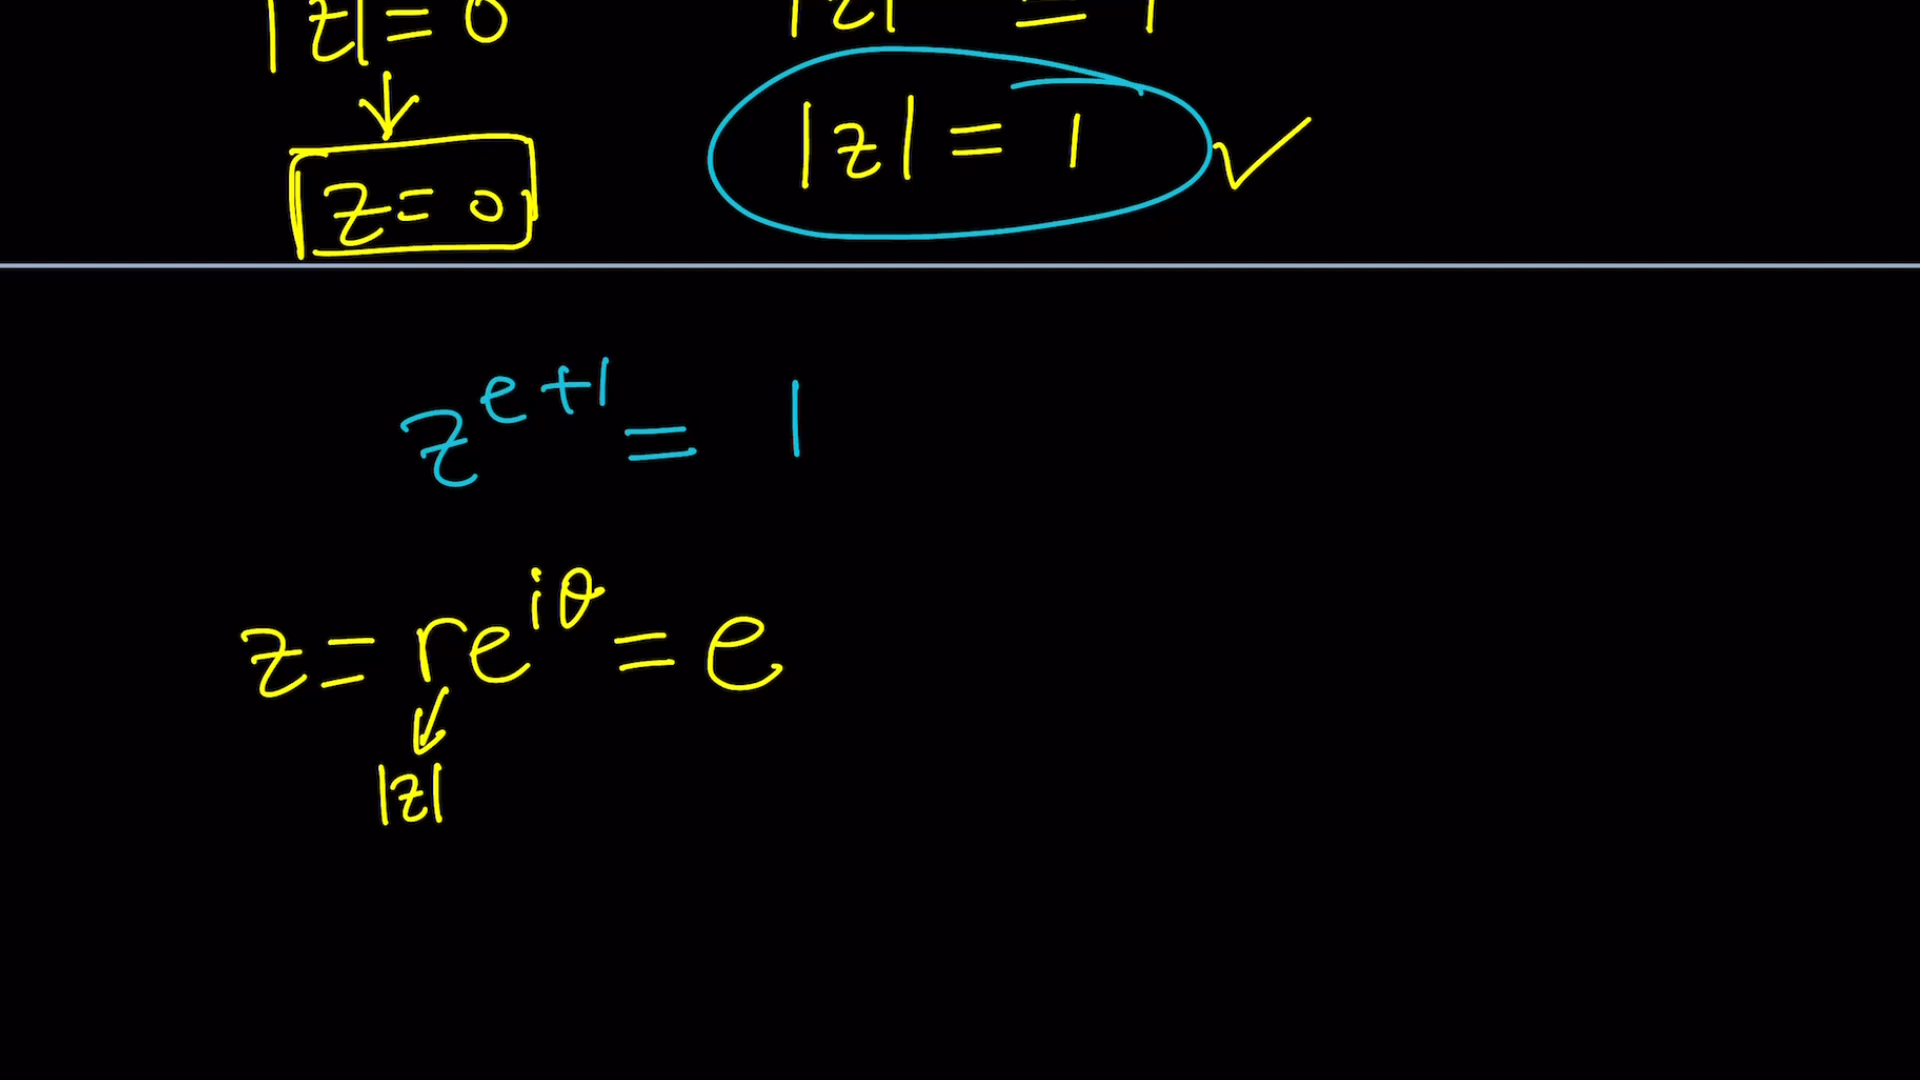 |z| = 0
|z| = 1
|z| = 1 ✓
z = 0
z^{e+1} = 1
z = re^{iθ} = e
|z|